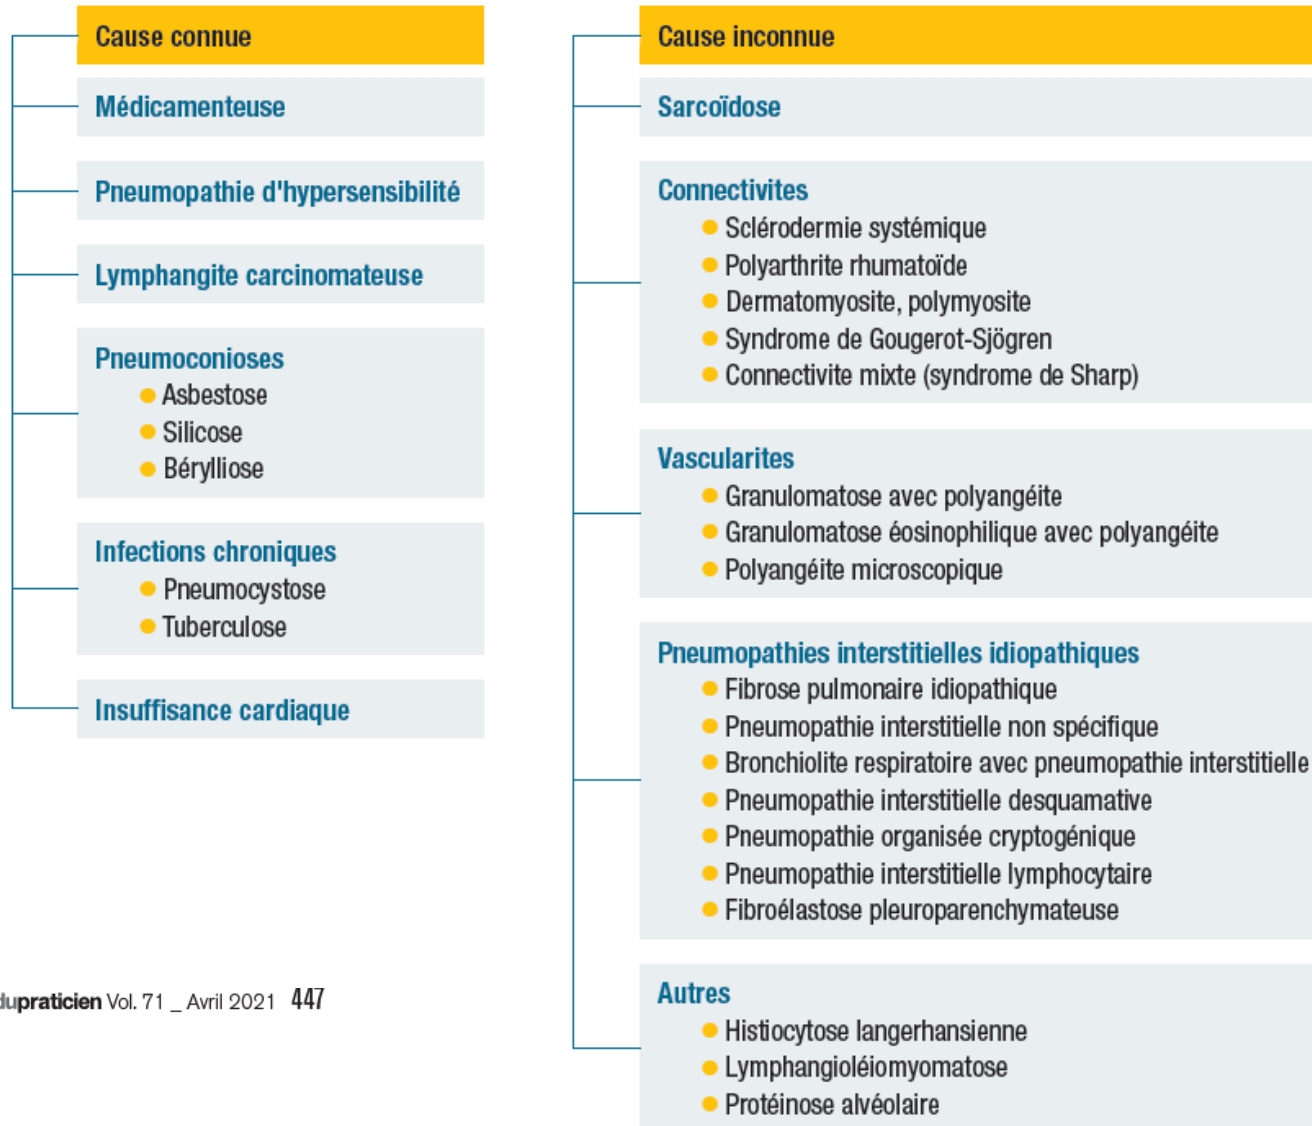 Cause connue
Médicamenteuse
Pneumopathie d'hypersensibilité
Lymphangite carcinomateuse
Pneumoconioses
Asbestose
Silicose
Bérylliose
Infections chroniques
Pneumocystose
Tuberculose
Insuffisance cardiaque
Cause inconnue
Sarcoïdose
Connectivites
Sclérodermie systémique
Polyarthrite rhumatoïde
Dermatomyosite, polymyosite
Syndrome de Gougerot-Sjögren
Connectivite mixte (syndrome de Sharp)
Vascularites
Granulomatose avec polyangéite
Granulomatose éosinophilique avec polyangéite
Polyangéite microscopique
Pneumopathies interstitielles idiopathiques
Fibrose pulmonaire idiopathique
Pneumopathie interstitielle non spécifique
Bronchiolite respiratoire avec pneumopathie interstitielle
Pneumopathie interstitielle desquamative
Pneumopathie organisée cryptogénique
Pneumopathie interstitielle lymphocytaire
Fibroélastose pleuroparenchymateuse
Autres
Histiocytose langerhansienne
Lymphangioléiomyomatose
Protéinose alvéolaire
dupraticien Vol. 71 _ Avril 2021 447